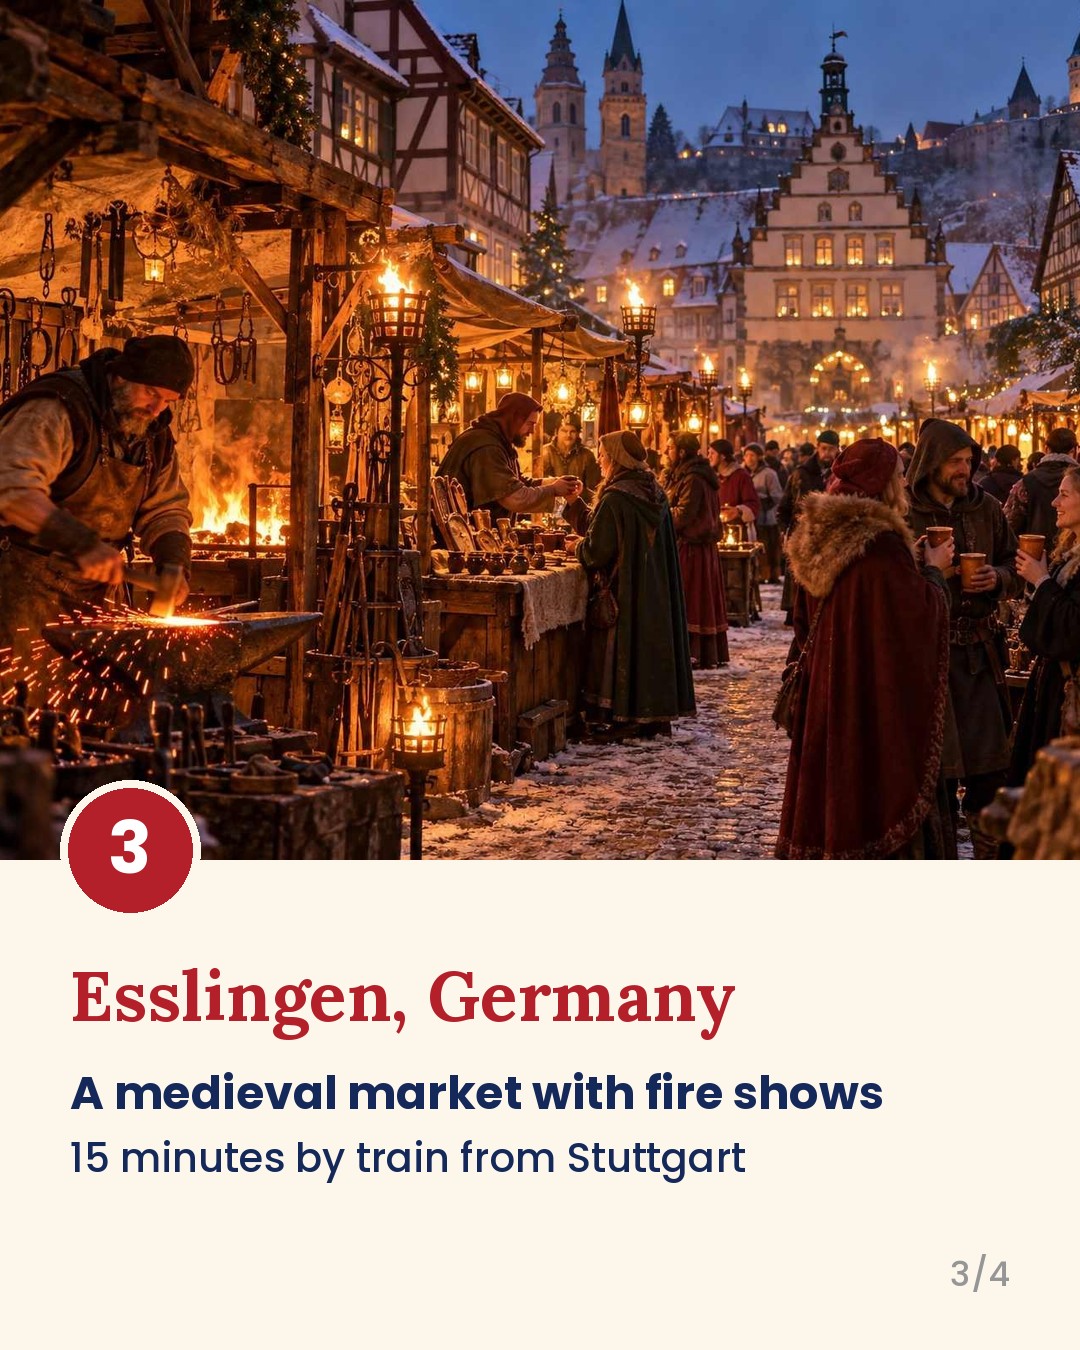 3
Esslingen, Germany
A medieval market with fire shows
15 minutes by train from Stuttgart
3/4